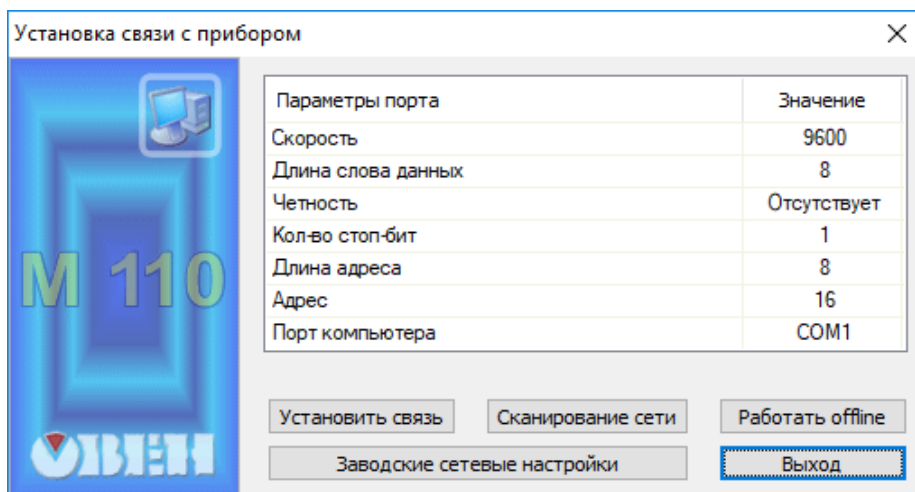 Установка связи с прибором
Параметры порта Значение
Скорость 9600
Длина слова данных 8
Четность Отсутствует
Кол-во стоп-бит 1
Длина адреса 8
Адрес 16
Порт компьютера COM1
М 110
ОВЕН
Установить связь Сканирование сети Работать offline
Заводские сетевые настройки Выход